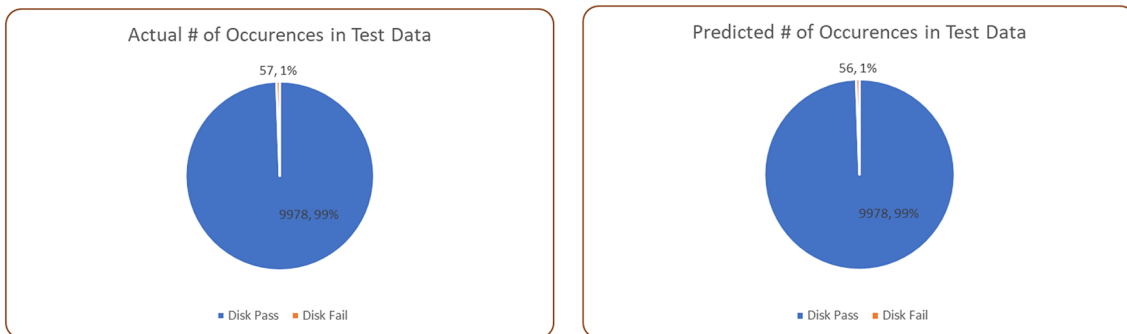 Actual # of Occurences in Test Data
57, 1%
9978, 99%
Disk Pass Disk Fail
Predicted # of Occurences in Test Data
56, 1%
9978, 99%
Disk Pass Disk Fail